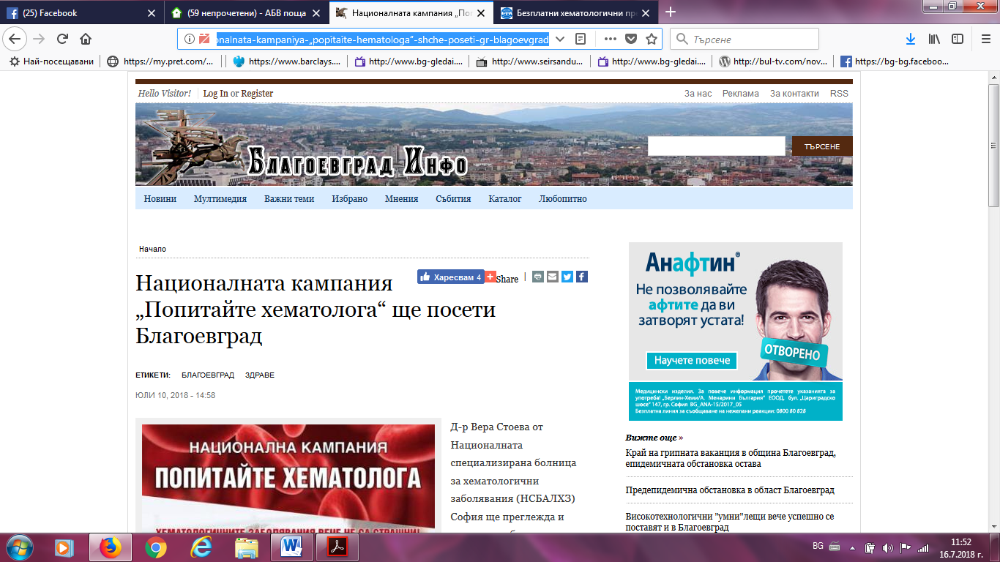 (25) Facebook
(59 непрочетени) - АБВ поща
Националната кампания „Поп
Безплатни хематологични пре
onalnata-kampaniya-„popitaite-hematologa”-shche-poseti-gr-blagoevgrad
Търсене
Най-посещавани
https://my.pret.com/...
https://www.barclays....
http://www.bg-gledai....
http://www.seirsandu...
http://www.bg-gledai....
http://bul-tv.com/nov...
https://bg-bg.faceboo...
Hello Visitor!
Log In or Register
За нас
Реклама
За контакти
RSS
Благоевград Инфо
ТЪРСЕНЕ
Новини
Мултимедия
Важни теми
Избрано
Мнения
Събития
Каталог
Любопитно
Начало
Харесвам 4
Share
Националната кампания
„Попитайте хематолога“ ще посети
Благоевград
ЕТИКЕТИ:
БЛАГОЕВГРАД
ЗДРАВЕ
ЮЛИ 10, 2018 - 14:58
НАЦИОНАЛНА КАМПАНИЯ
ПОПИТАЙТЕ ХЕМАТОЛОГА
ХЕМАТОЛОГИЧНИТЕ ЗАБОЛЯВАНИЯ ВЕЧЕ НЕ СА СТРАШНИ!
Д-р Вера Стоева от
Националната
специализирана болница
за хематологични
заболявания (НСБАЛХЗ)
София ще преглежда и
Анафтин®
Не позволявайте
афтите да ви
затворят устата!
ОТВОРЕНО
Научете повече
Медицински изделия. За повече информация прочетете указанията за
употреба! „Берлин-Хеми/А. Менарини България“ ЕООД, бул. „Цариградско
шосе“ 147, гр. София BG_ANA-15/2017_05
Безплатна линия за съобщаване на нежелани реакции: 0800 80 828
Вижте още »
Край на грипната ваканция в община Благоевград,
епидемичната обстановка остава
Предепидемична обстановка в област Благоевград
Високотехнологични "умни"лещи вече успешно се
поставят и в Благоевград
BG
11:52
16.7.2018 г.